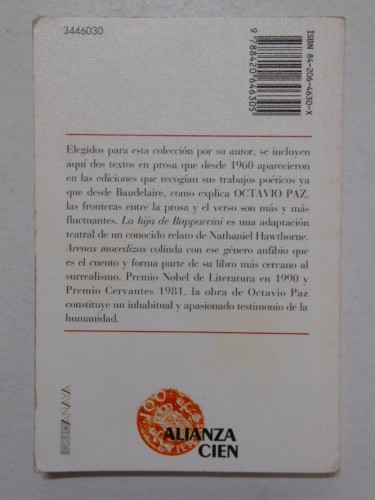 3446030
ISBN 84-206-4630-X
9788420646305
Elegidos para esta colección por su autor, se incluyen
aquí dos textos en prosa que desde 1960 aparecieron
en las ediciones que recogían sus trabajos poéticos ya
que desde Baudelaire, como explica OCTAVIO PAZ,
las fronteras entre la prosa y el verso son más y más
fluctuantes. La hija de Rappaccini es una adaptación
teatral de un conocido relato de Nathaniel Hawthorne.
Arenas movedizas colinda con ese género anfibio que
es el cuento y forma parte de su libro más cercano al
surrealismo. Premio Nobel de Literatura en 1990 y
Premio Cervantes 1981, la obra de Octavio Paz
constituye un inhabitual y apasionado testimonio de la
humanidad.
100
ALIANZA
CIEN
GRUPO ANAYA